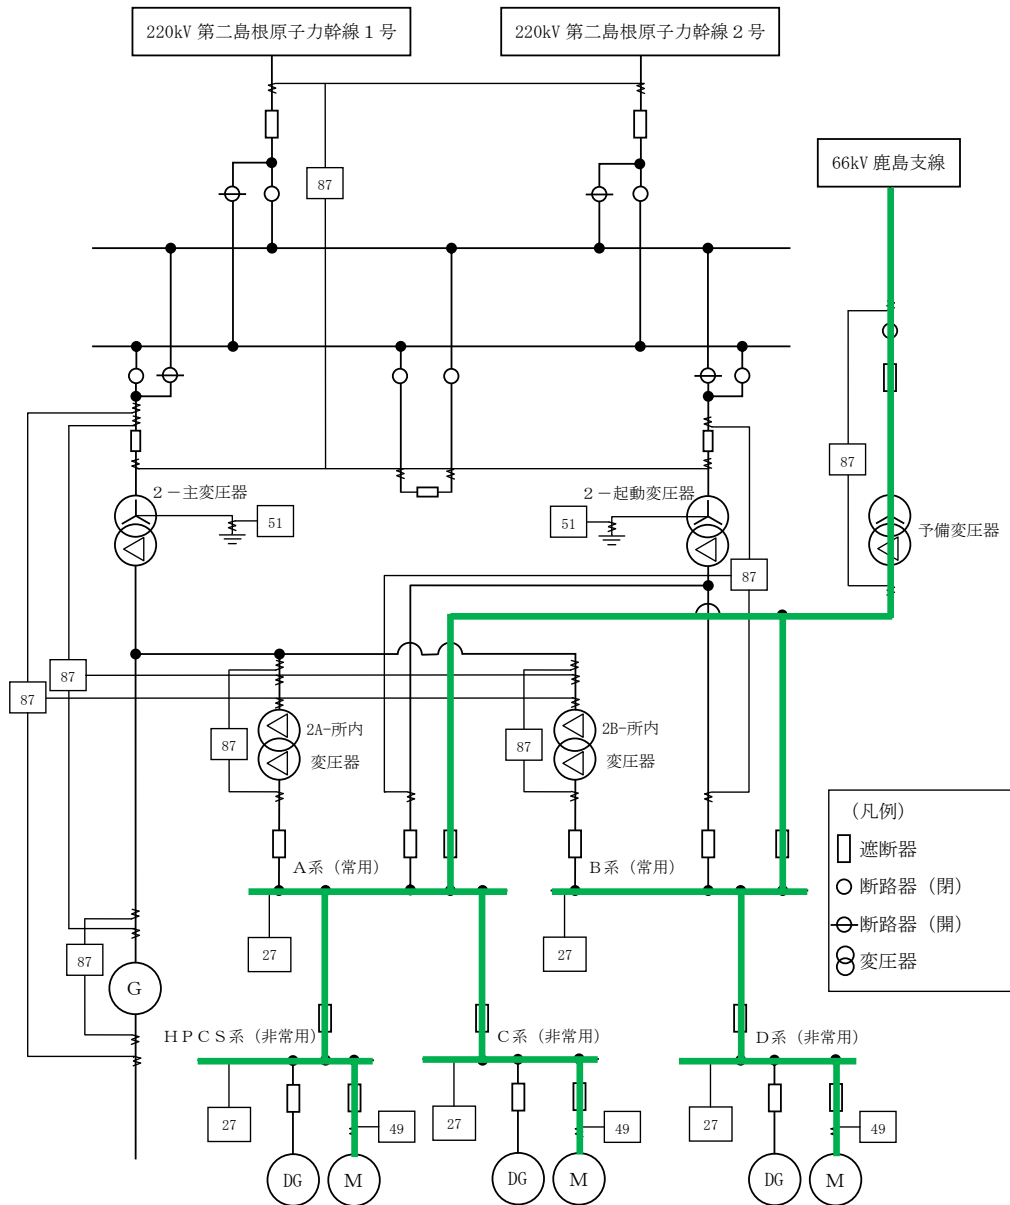 220kV 第二島根原子力幹線１号
220kV 第二島根原子力幹線２号
66kV 鹿島支線
87
87
２－主変圧器
51
２－起動変圧器
51
予備変圧器
87
87
87
2A-所内
変圧器
87
2B-所内
変圧器
87
（凡例）
遮断器
断路器（閉）
断路器（開）
変圧器
Ａ系（常用）
Ｂ系（常用）
27
27
87
G
ＨＰＣＳ系（非常用）
Ｃ系（非常用）
Ｄ系（非常用）
27
49
27
49
27
49
DG
M
DG
M
DG
M